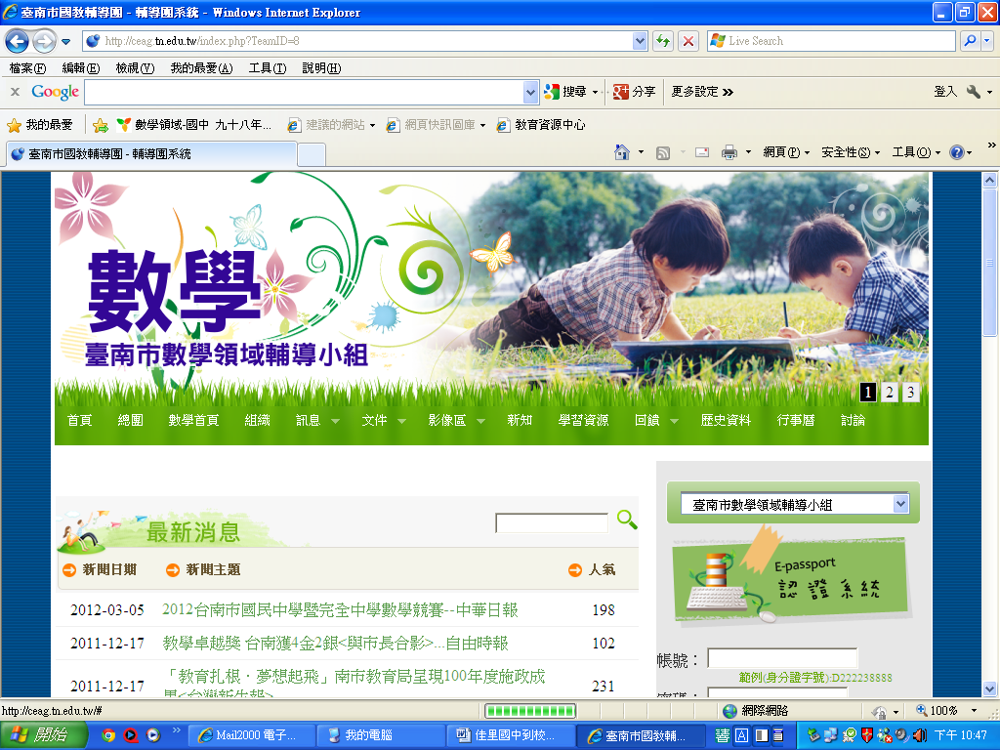 臺南市國教輔導團 - 輔導團系統 - Windows Internet Explorer
http://ceag.tn.edu.tw/index.php?TeamID=8
Live Search
檔案(F) 編輯(E) 檢視(V) 我的最愛(A) 工具(T) 說明(H)
x Google 搜尋 分享 更多設定 » 登入
我的最愛 數學領域-國中 九十八年... 建議的網站 網頁快訊圖庫 教育資源中心
臺南市國教輔導團 - 輔導團系統 網頁(P) 安全性(S) 工具(O) »
數學
臺南市數學領域輔導小組
1 2 3
首頁 總團 數學首頁 組織 訊息 文件 影像區 新知 學習資源 回饋 歷史資料 行事曆 討論
臺南市數學領域輔導小組
最新消息
E-passport
認證系統
新聞日期 新聞主題 人氣
2012-03-05 2012台南市國民中學暨完全中學數學競賽--中華日報 198
2011-12-17 教學卓越獎 台南獲4金2銀<與市長合影>...自由時報 102
帳號：
範例(身分證字號):D222238888
2011-12-17 「教育扎根．夢想起飛」南市教育局呈現100年度施政成果<台灣新生報> 231
密碼：
http://ceag.tn.edu.tw/# 網際網路 100%
開始 » Mail2000 電子... 我的電腦 佳里國中到校... 臺南市國教輔... A 下午 10:47